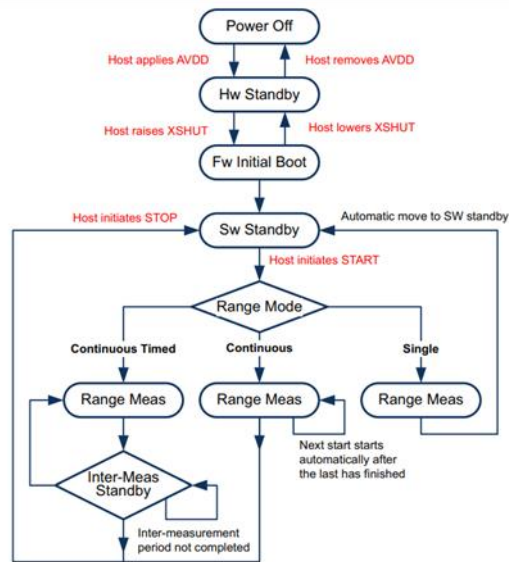 Power Off
Host applies AVDD
Host removes AVDD
Hw Standby
Host raises XSHUT
Host lowers XSHUT
Fw Initial Boot
Host initiates STOP
Automatic move to SW standby
Sw Standby
Host initiates START
Range Mode
Continuous Timed
Continuous
Single
Range Meas
Range Meas
Range Meas
Next start starts
automatically after
the last has finished
Inter-Meas
Standby
Inter-measurement
period not completed